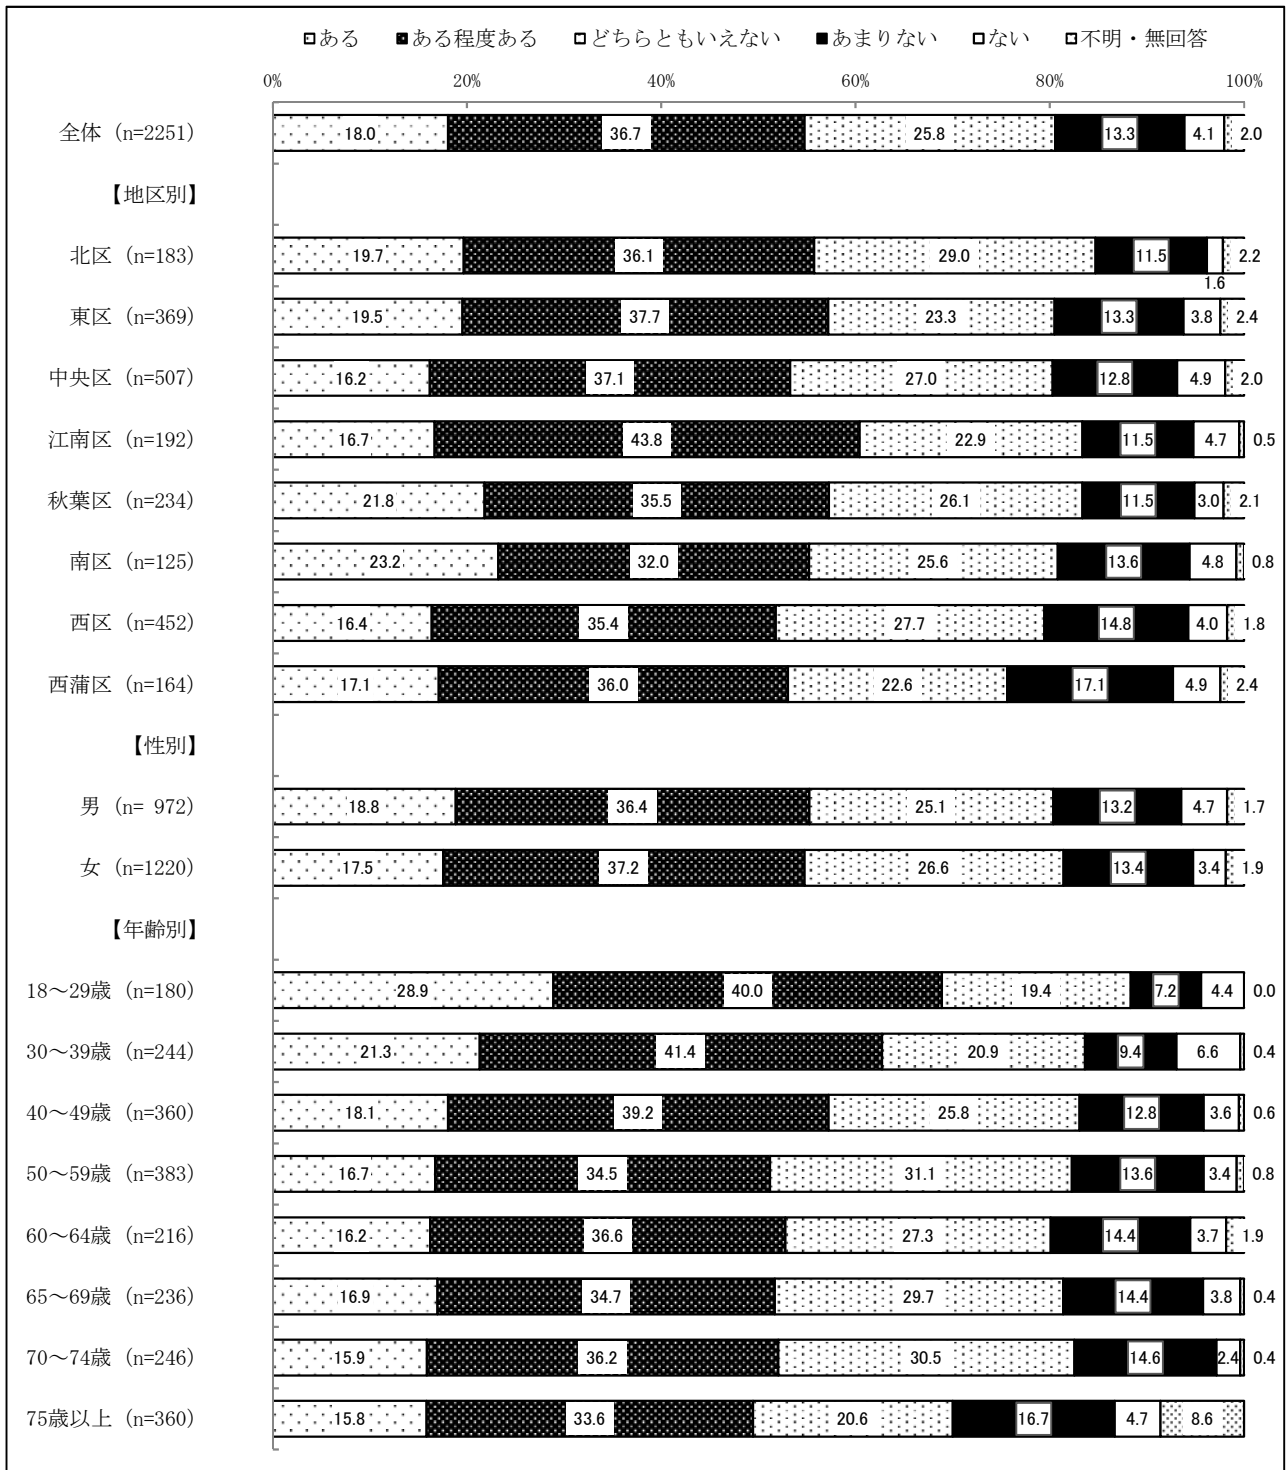 ある ある程度ある どちらともいえない あまりない ない 不明・無回答
0% 20% 40% 60% 80% 100%
全体 (n=2251) 18.0 36.7 25.8 13.3 4.1 2.0
【地区別】
北区 (n=183) 19.7 36.1 29.0 11.5 1.6 2.2
東区 (n=369) 19.5 37.7 23.3 13.3 3.8 2.4
中央区 (n=507) 16.2 37.1 27.0 12.8 4.9 2.0
江南区 (n=192) 16.7 43.8 22.9 11.5 4.7 0.5
秋葉区 (n=234) 21.8 35.5 26.1 11.5 3.0 2.1
南区 (n=125) 23.2 32.0 25.6 13.6 4.8 0.8
西区 (n=452) 16.4 35.4 27.7 14.8 4.0 1.8
西蒲区 (n=164) 17.1 36.0 22.6 17.1 4.9 2.4
【性別】
男 (n= 972) 18.8 36.4 25.1 13.2 4.7 1.7
女 (n=1220) 17.5 37.2 26.6 13.4 3.4 1.9
【年齢別】
18～29歳 (n=180) 28.9 40.0 19.4 7.2 4.4 0.0
30～39歳 (n=244) 21.3 41.4 20.9 9.4 6.6 0.4
40～49歳 (n=360) 18.1 39.2 25.8 12.8 3.6 0.6
50～59歳 (n=383) 16.7 34.5 31.1 13.6 3.4 0.8
60～64歳 (n=216) 16.2 36.6 27.3 14.4 3.7 1.9
65～69歳 (n=236) 16.9 34.7 29.7 14.4 3.8 0.4
70～74歳 (n=246) 15.9 36.2 30.5 14.6 2.4 0.4
75歳以上 (n=360) 15.8 33.6 20.6 16.7 4.7 8.6